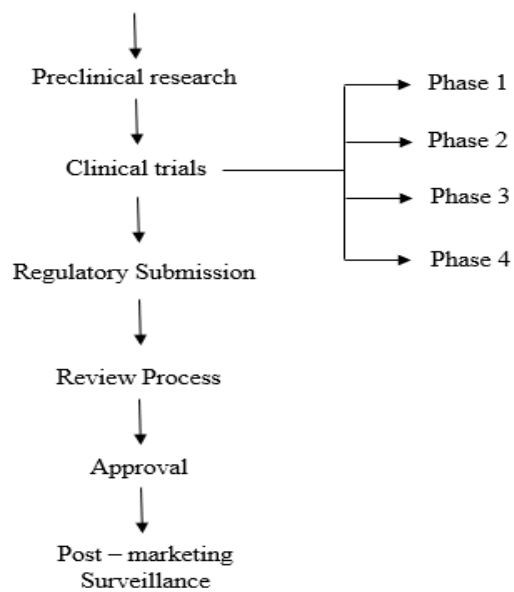 Preclinical research
Phase 1
Phase 2
Clinical trials
Phase 3
Phase 4
Regulatory Submission
Review Process
Approval
Post – marketing
Surveillance